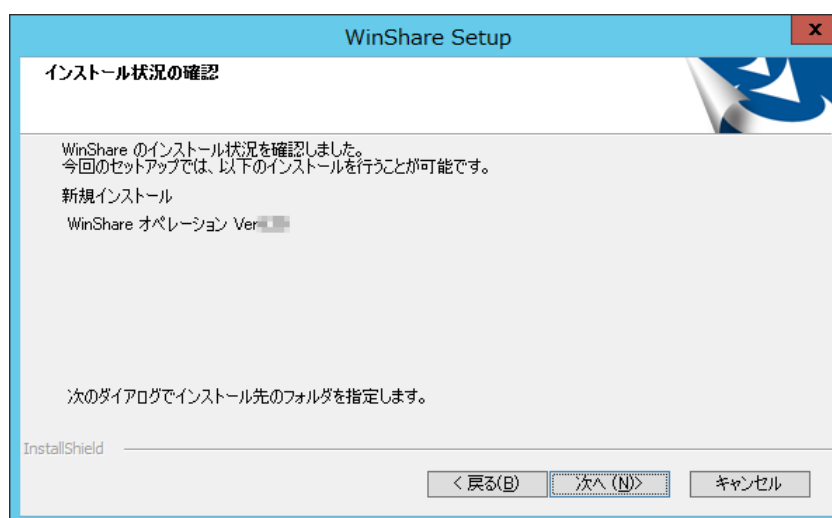 WinShare Setup
x
インストール状況の確認
WinShare のインストール状況を確認しました。
今回のセットアップでは、以下のインストールを行うことが可能です。
新規インストール
WinShare オペレーション Ver
次のダイアログでインストール先のフォルダを指定します。
InstallShield
< 戻る(B) 次へ(N)> キャンセル